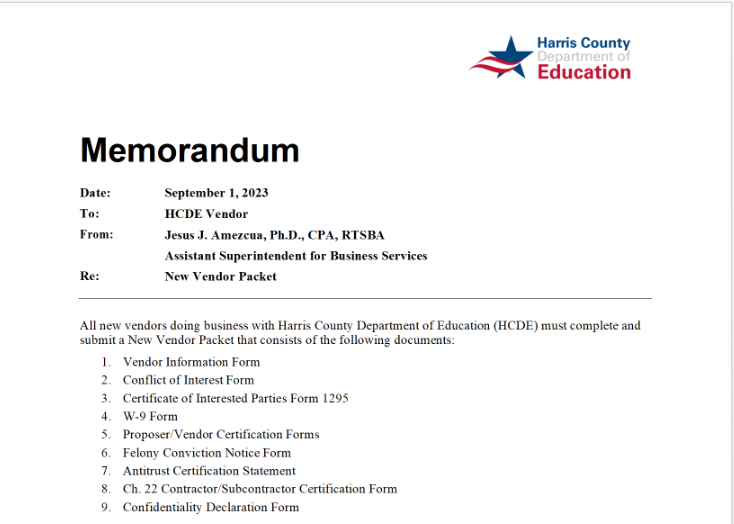 Harris County
Department of
Education
Memorandum
Date: September 1, 2023
To: HCDE Vendor
From: Jesus J. Amezcua, Ph.D., CPA, RTSBA
Assistant Superintendent for Business Services
Re: New Vendor Packet
All new vendors doing business with Harris County Department of Education (HCDE) must complete and
submit a New Vendor Packet that consists of the following documents:
1. Vendor Information Form
2. Conflict of Interest Form
3. Certificate of Interested Parties Form 1295
4. W-9 Form
5. Proposer/Vendor Certification Forms
6. Felony Conviction Notice Form
7. Antitrust Certification Statement
8. Ch. 22 Contractor/Subcontractor Certification Form
9. Confidentiality Declaration Form